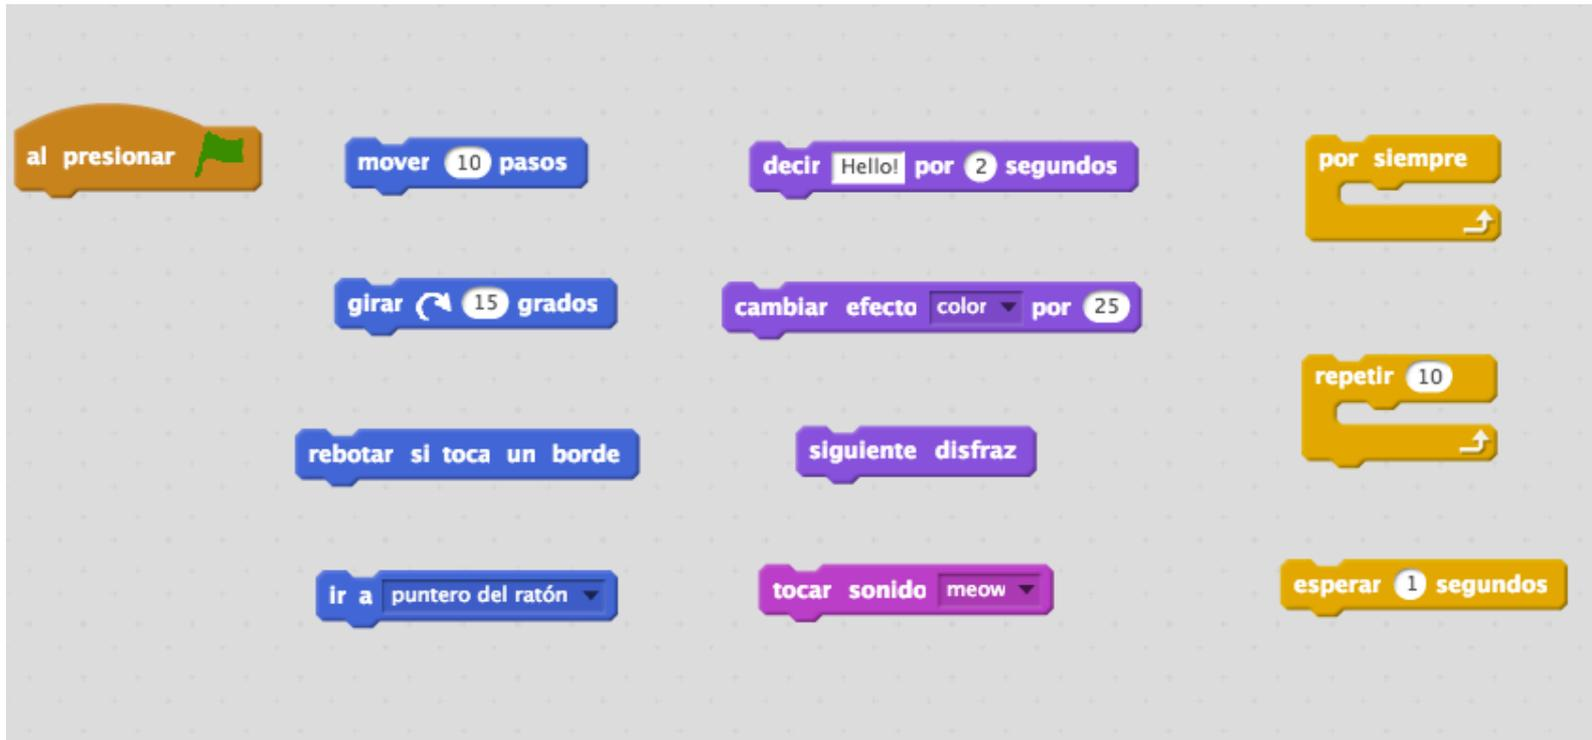 al presionar
mover 10 pasos
decir Hello! por 2 segundos
por siempre
girar 15 grados
cambiar efecto color por 25
repetir 10
rebotar si toca un borde
siguiente disfraz
ir a puntero del ratón
tocar sonido meow
esperar 1 segundos